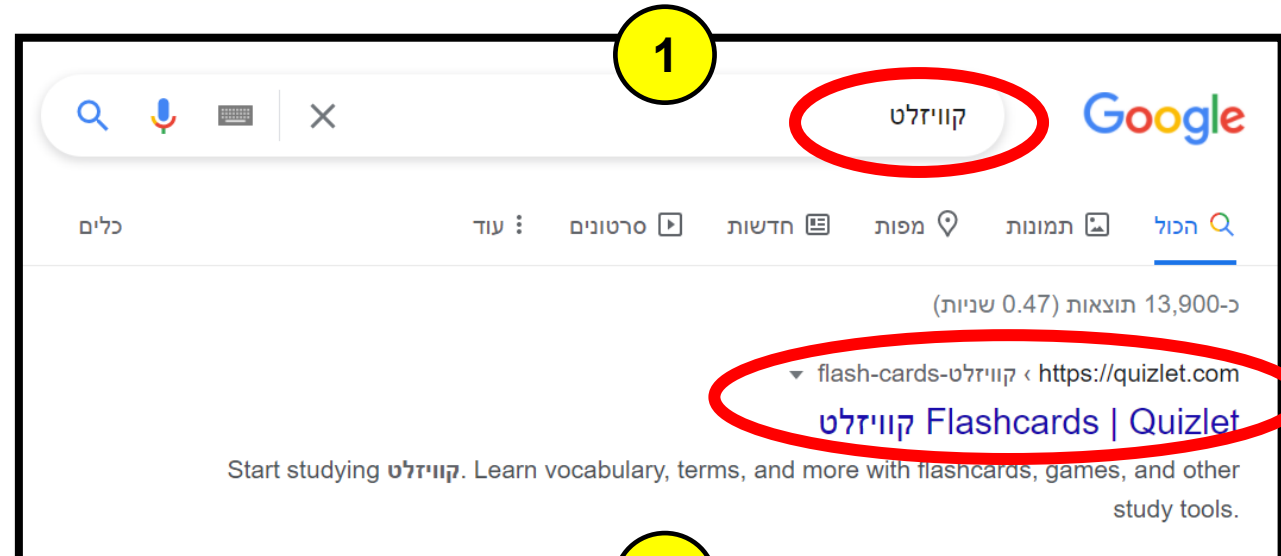 1
Google קוויזלט
הכול תמונות מפות חדשות סרטונים עוד כלים
כ-13,900 תוצאות (0.47 שניות)
https://quizlet.com › קוויזלט-flash-cards
קוויזלט Flashcards | Quizlet
Start studying קוויזלט. Learn vocabulary, terms, and more with flashcards, games, and other
study tools.